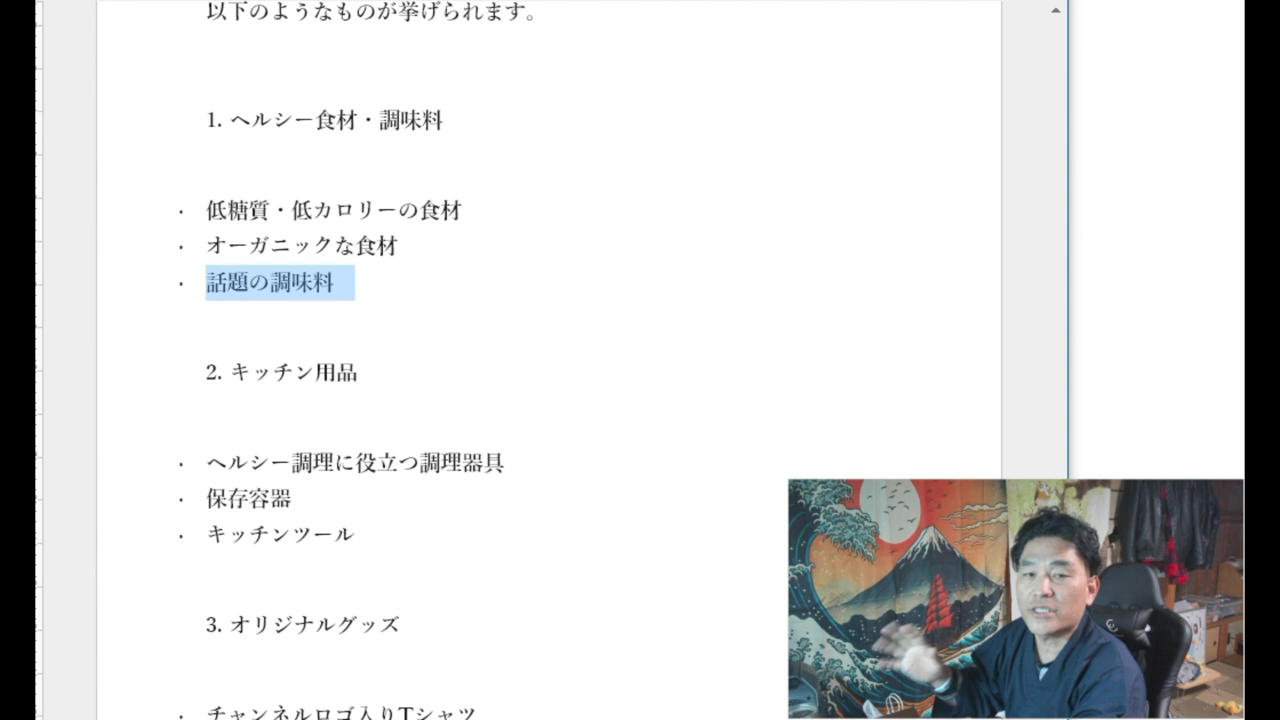 以下のようなものが挙げられます。
1. ヘルシー食材・調味料
· 低糖質・低カロリーの食材
· オーガニックな食材
· 話題の調味料
2. キッチン用品
· ヘルシー調理に役立つ調理器具
· 保存容器
· キッチンツール
3. オリジナルグッズ
· チャンネルロゴ入りTシャツ